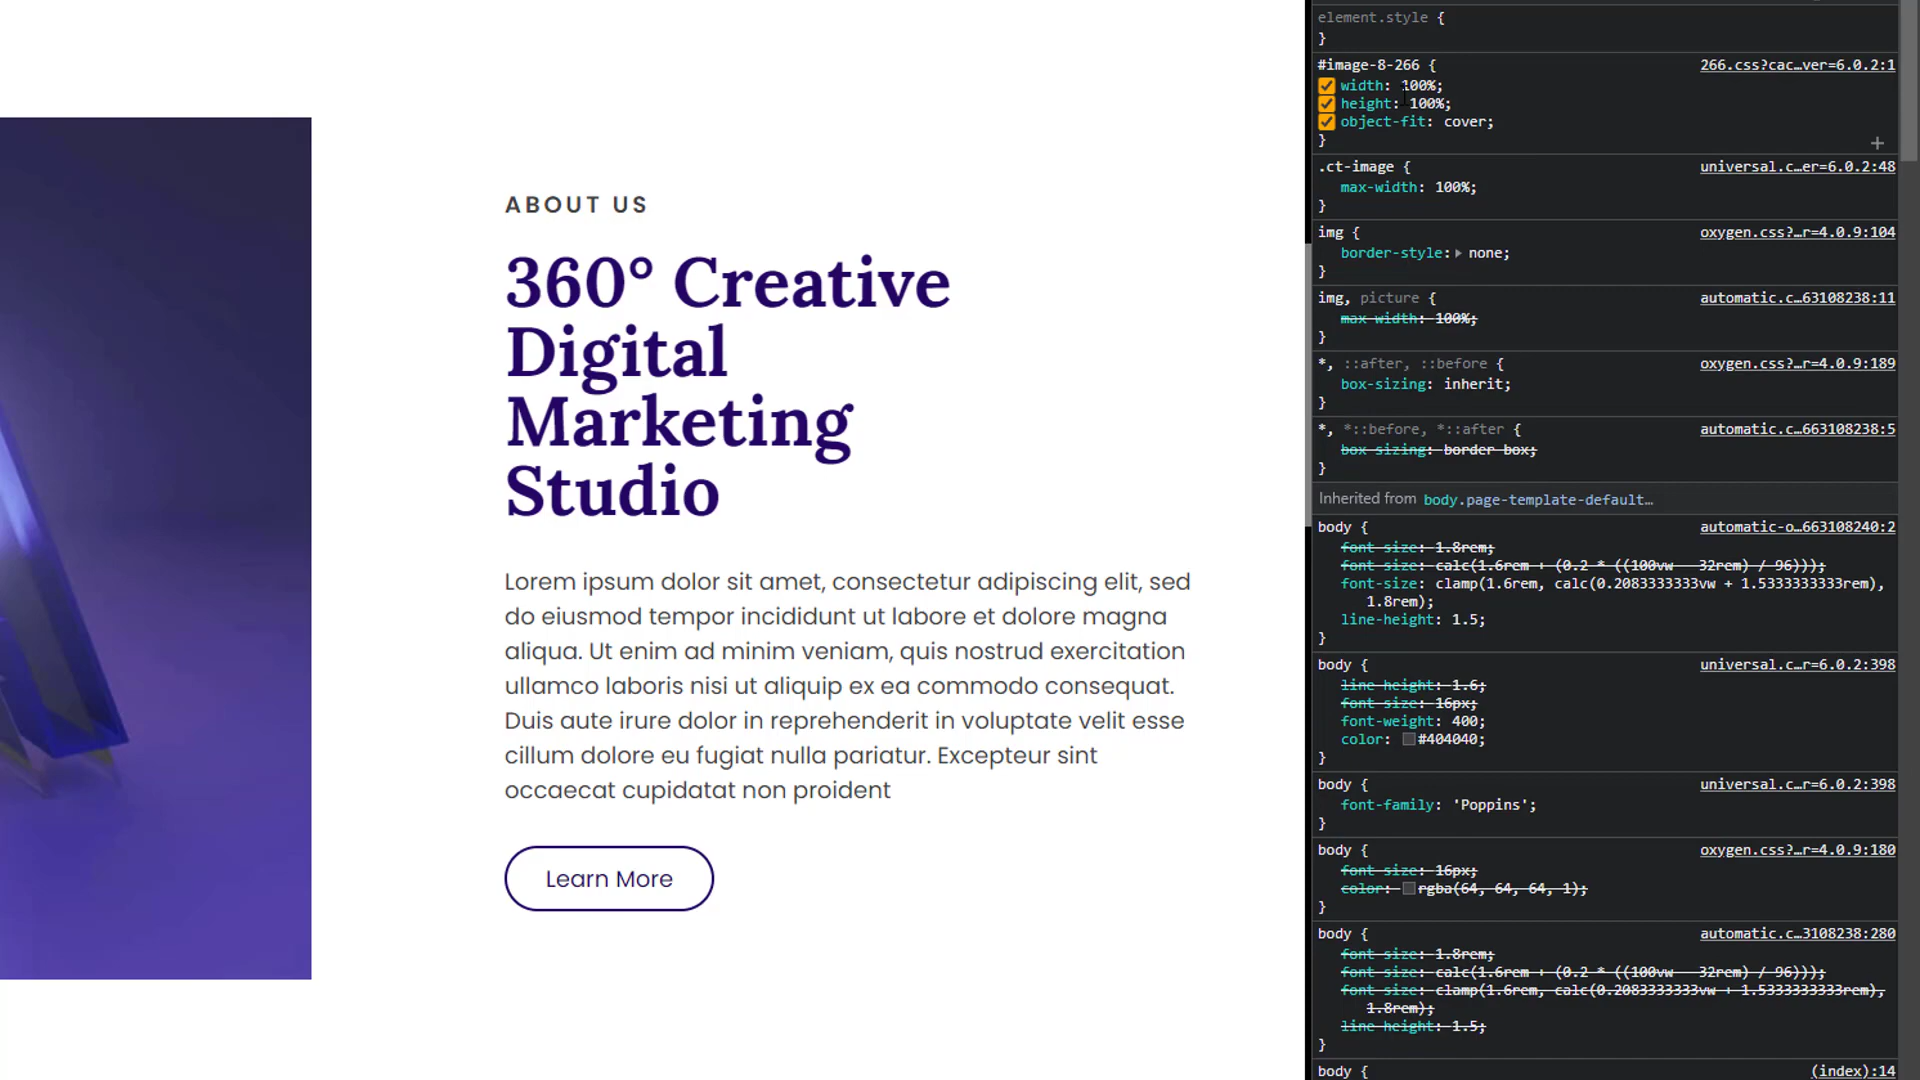 ABOUT US
360° Creative
Digital
Marketing
Studio
Lorem ipsum dolor sit amet, consectetur adipiscing elit, sed
do eiusmod tempor incididunt ut labore et dolore magna
aliqua. Ut enim ad minim veniam, quis nostrud exercitation
ullamco laboris nisi ut aliquip ex ea commodo consequat.
Duis aute irure dolor in reprehenderit in voluptate velit esse
cillum dolore eu fugiat nulla pariatur. Excepteur sint
occaecat cupidatat non proident
Learn More
element.style {
}
#image-8-266 { 266.css?cac…ver=6.0.2:1
width: 100%;
height: 100%;
object-fit: cover;
}
.ct-image { universal.c…er=6.0.2:48
max-width: 100%;
}
img { oxygen.css?…r=4.0.9:104
border-style: none;
}
img, picture { automatic.c…63108238:11
max-width: 100%;
}
*, ::after, ::before { oxygen.css?…r=4.0.9:189
box-sizing: inherit;
}
*, *::before, *::after { automatic.c…663108238:5
box-sizing: border-box;
}
Inherited from body.page-template-default…
body { automatic-o…663108240:2
font-size: 1.8rem;
font-size: calc(1.6rem + (0.2 * ((100vw - 32rem) / 96)));
font-size: clamp(1.6rem, calc(0.2083333333vw + 1.5333333333rem),
1.8rem);
line-height: 1.5;
}
body { universal.c…r=6.0.2:398
line-height: 1.6;
font-size: 16px;
font-weight: 400;
color: #404040;
}
body { universal.c…r=6.0.2:398
font-family: 'Poppins';
}
body { oxygen.css?…r=4.0.9:180
font-size: 16px;
color: rgba(64, 64, 64, 1);
}
body { automatic.c…3108238:280
font-size: 1.8rem;
font-size: calc(1.6rem + (0.2 * ((100vw - 32rem) / 96)));
font-size: clamp(1.6rem, calc(0.2083333333vw + 1.5333333333rem),
1.8rem);
line-height: 1.5;
}
body { (index):14